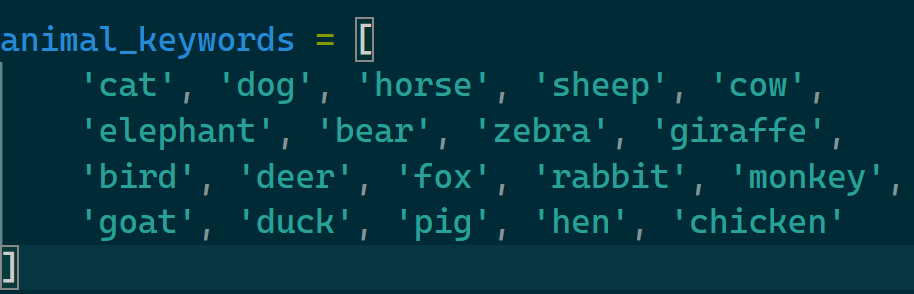 animal_keywords = [
    'cat', 'dog', 'horse', 'sheep', 'cow',
    'elephant', 'bear', 'zebra', 'giraffe',
    'bird', 'deer', 'fox', 'rabbit', 'monkey',
    'goat', 'duck', 'pig', 'hen', 'chicken'
]